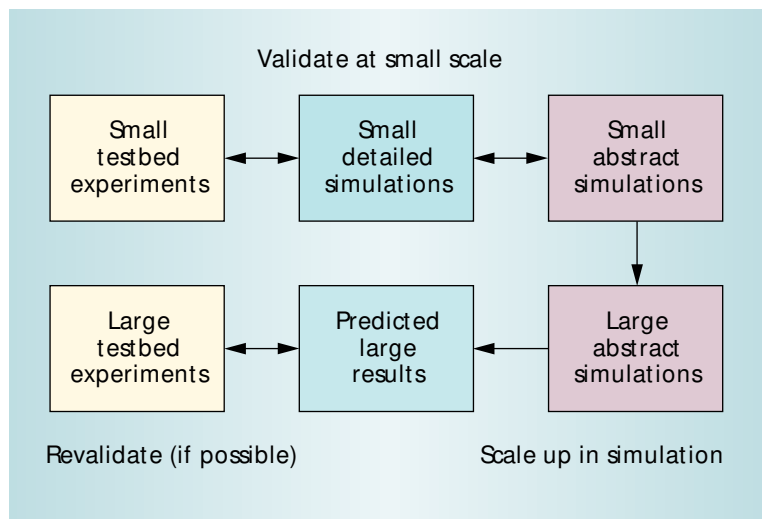 Validate at small scale
Small
testbed
experiments
Small
detailed
simulations
Small
abstract
simulations
Large
testbed
experiments
Predicted
large
results
Large
abstract
simulations
Revalidate (if possible)
Scale up in simulation